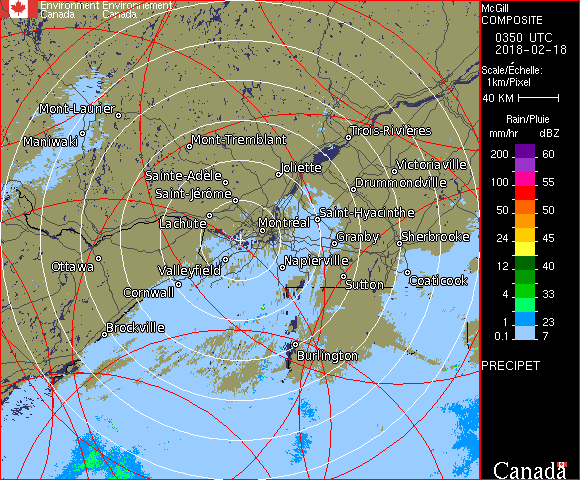 Environment Environnement
Canada Canada
McGill
COMPOSITE
0350 UTC
2018-02-18
Scale/Échelle:
1km/Pixel
40 KM
Rain/Pluie
mm/hr dBZ
200 60
150 57
100 55
50 50
24 45
12 40
4 33
1 23
0.1 7
PRECIPET
Canada
Mont-Laurier
Maniwaki
Mont-Tremblant
Trois-Rivières
Joliette
Victoriaville
Sainte-Adèle
Drummondville
Saint-Jérôme
Saint-Hyacinthe
Lachute
Montréal
Granby
Sherbrooke
Ottawa
Valleyfield
Napierville
Coaticook
Cornwall
Sutton
Brockville
Burlington